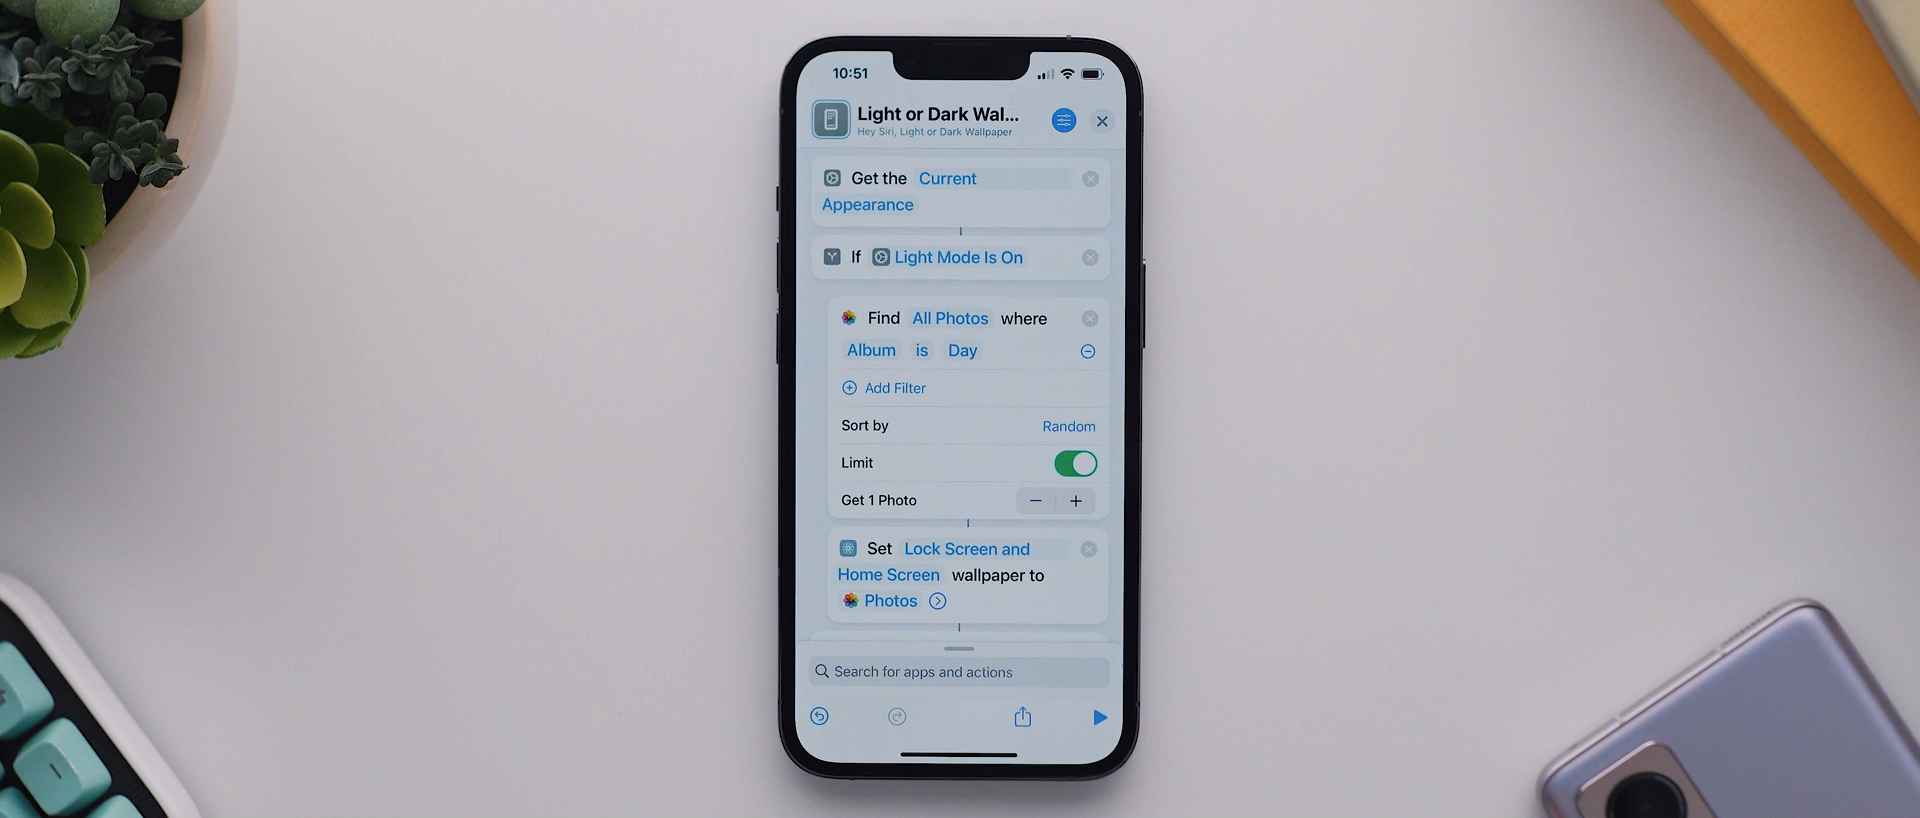 10:51
Light or Dark Wal...
Hey Siri, Light or Dark Wallpaper
Get the Current
Appearance
If Light Mode Is On
Find All Photos where
Album is Day
Add Filter
Sort by Random
Limit
Get 1 Photo
Set Lock Screen and
Home Screen wallpaper to
Photos
Search for apps and actions